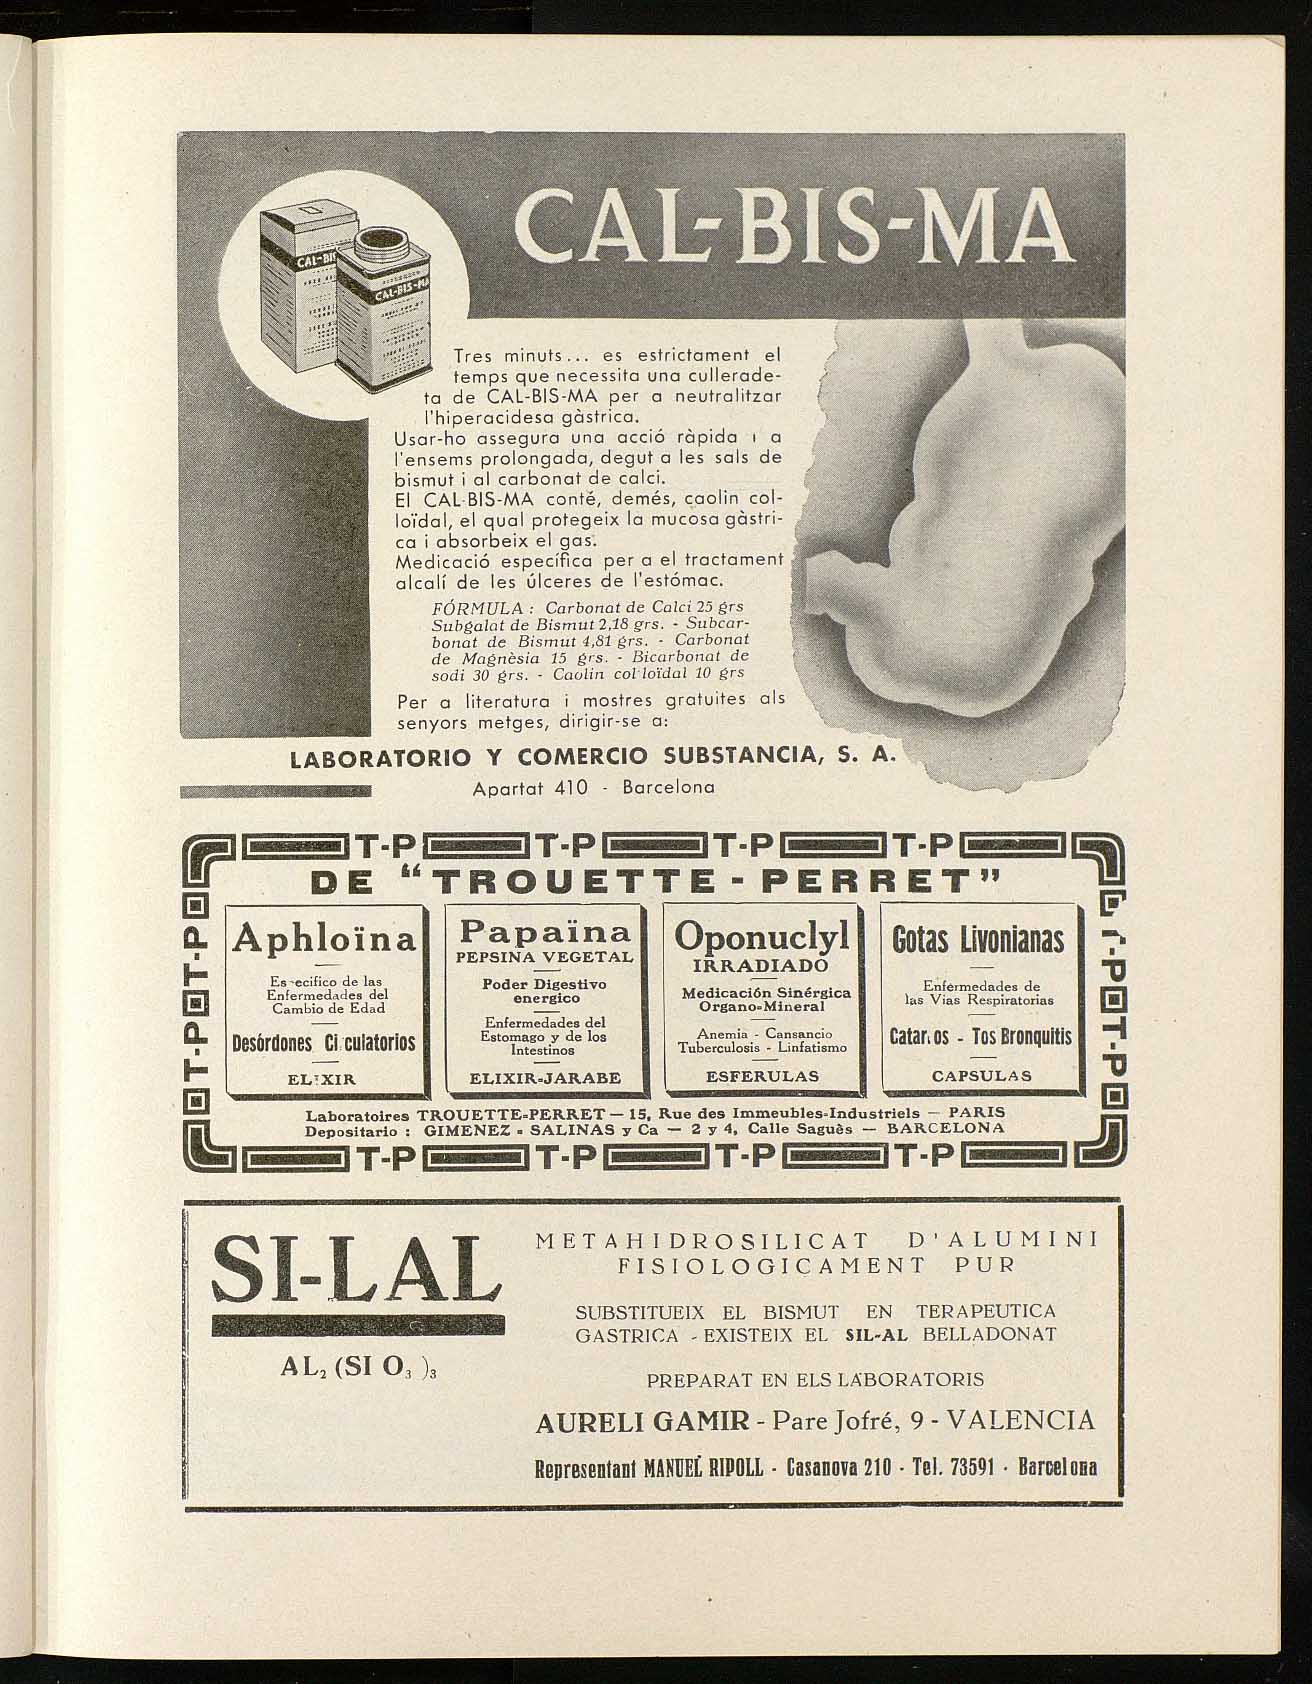 CAL-BIS-MA
CAL-BIS-MA
Tres minuts... es estrictament el
temps que necessita una cullerade-
ta de CAL-BIS-MA per a neutralitzar
l'hiperacidesa gàstrica.
Usar-ho assegura una acció ràpida i a
l'ensems prolongada, degut a les sals de
bismut i al carbonat de calci.
El CAL-BIS-MA conté, demés, caolin col-
loïdal, el qual protegeix la mucosa gàstri-
ca i absorbeix el gas.
Medicació específica per a el tractament
alcalí de les úlceres de l'estómac.
FÓRMULA : Carbonat de Calci 25 grs
Subgalat de Bismut 2,18 grs. - Subcar-
bonat de Bismut 4,81 grs. - Carbonat
de Magnèsia 15 grs. - Bicarbonat de
sodi 30 grs. - Caolin col·loïdal 10 grs
Per a literatura i mostres gratuites als
senyors metges, dirigir-se a:
LABORATORIO Y COMERCIO SUBSTANCIA, S. A.
Apartat 410 - Barcelona
T-P T-P T-P T-P
DE "TROUETTE-PERRET"
T-P T-P
T-P T-P
Aphloïna
Especifico de las
Enfermedades del
Cambio de Edad
Desórdones Circulatorios
ELIXIR
Papaïna
PEPSINA VEGETAL
Poder Digestivo
energico
Enfermedades del
Estomago y de los
Intestinos
ELIXIR-JARABE
Oponuclyl
IRRADIADO
Medicación Sinérgica
Organo-Mineral
Anemia - Cansancio
Tuberculosis - Linfatismo
ESFERULAS
Gotas Livonianas
Enfermedades de
las Vias Respiratorias
Catarros - Tos Bronquitis
CAPSULAS
Laboratoires TROUETTE-PERRET — 15, Rue des Immeubles-Industriels — PARIS
Depositario : GIMENEZ - SALINAS y Ca — 2 y 4, Calle Sagués — BARCELONA
T-P T-P T-P T-P
SI-LAL
AL₂ (SI O₃ )₃
METAHIDROSILICAT D'ALUMINI
FISIOLOGICAMENT PUR
SUBSTITUEIX EL BISMUT EN TERAPEUTICA
GASTRICA - EXISTEIX EL SIL-AL BELLADONAT
PREPARAT EN ELS LABORATORIS
AURELI GAMIR - Pare Jofré, 9 - VALENCIA
Representant MANUEL RIPOLL - Casanova 210 - Tel. 73591 - Barcelona